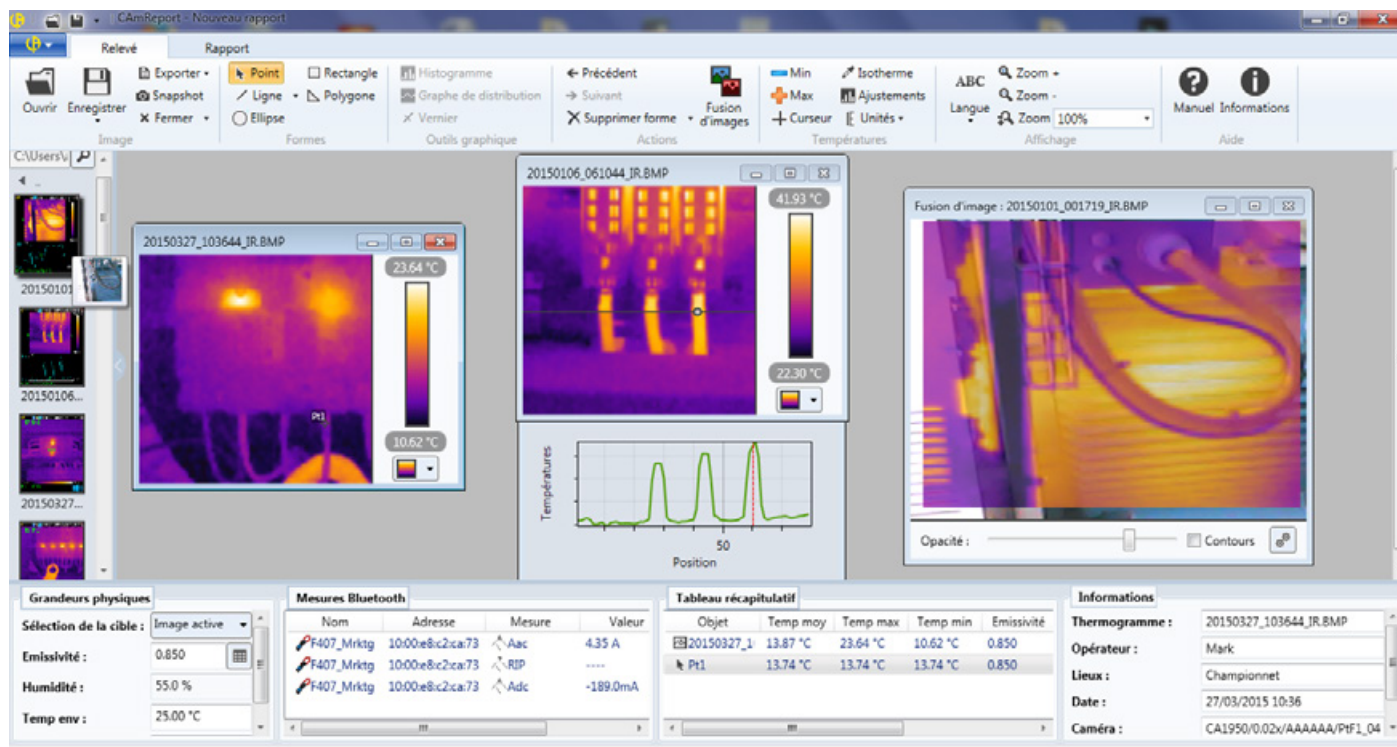 CAmReport - Nouveau rapport
Relevé Rapport
Ouvrir
Enregistrer
Exporter
Snapshot
Fermer
Image
Point
Ligne
Ellipse
Rectangle
Polygone
Formes
Histogramme
Graphe de distribution
Vernier
Outils graphique
Précédent
Suivant
Supprimer forme
Fusion
d'images
Actions
Min
Max
Curseur
Isotherme
Ajustements
Unités
Températures
ABC
Langue
Zoom +
Zoom -
Zoom 100%
Affichage
Manuel
Informations
Aide
C:\Users\
20150101
20150106...
20150327...
20150327_103644_IR.BMP
23.64 °C
Pt1
10.62 °C
20150106_061044_IR.BMP
41.93 °C
22.30 °C
Températures
50
Position
Fusion d'image : 20150101_001719_IR.BMP
Opacité :
Contours
Grandeurs physiques
Sélection de la cible : Image active
Emissivité : 0.850
Humidité : 55.0 %
Temp env : 25.00 °C
Mesures Bluetooth
Nom Adresse Mesure Valeur
F407_Mrktg 10:00:e8:c2:ca:73 Aac 4.35 A
F407_Mrktg 10:00:e8:c2:ca:73 RIP ----
F407_Mrktg 10:00:e8:c2:ca:73 Adc -189.0mA
Tableau récapitulatif
Objet Temp moy Temp max Temp min Emissivité
20150327_1 13.87 °C 23.64 °C 10.62 °C 0.850
Pt1 13.74 °C 13.74 °C 13.74 °C 0.850
Informations
Thermogramme : 20150327_103644_IR.BMP
Opérateur : Mark
Lieux : Championnet
Date : 27/03/2015 10:36
Caméra : CA1950/0.02x/AAAAAA/PtF1_04